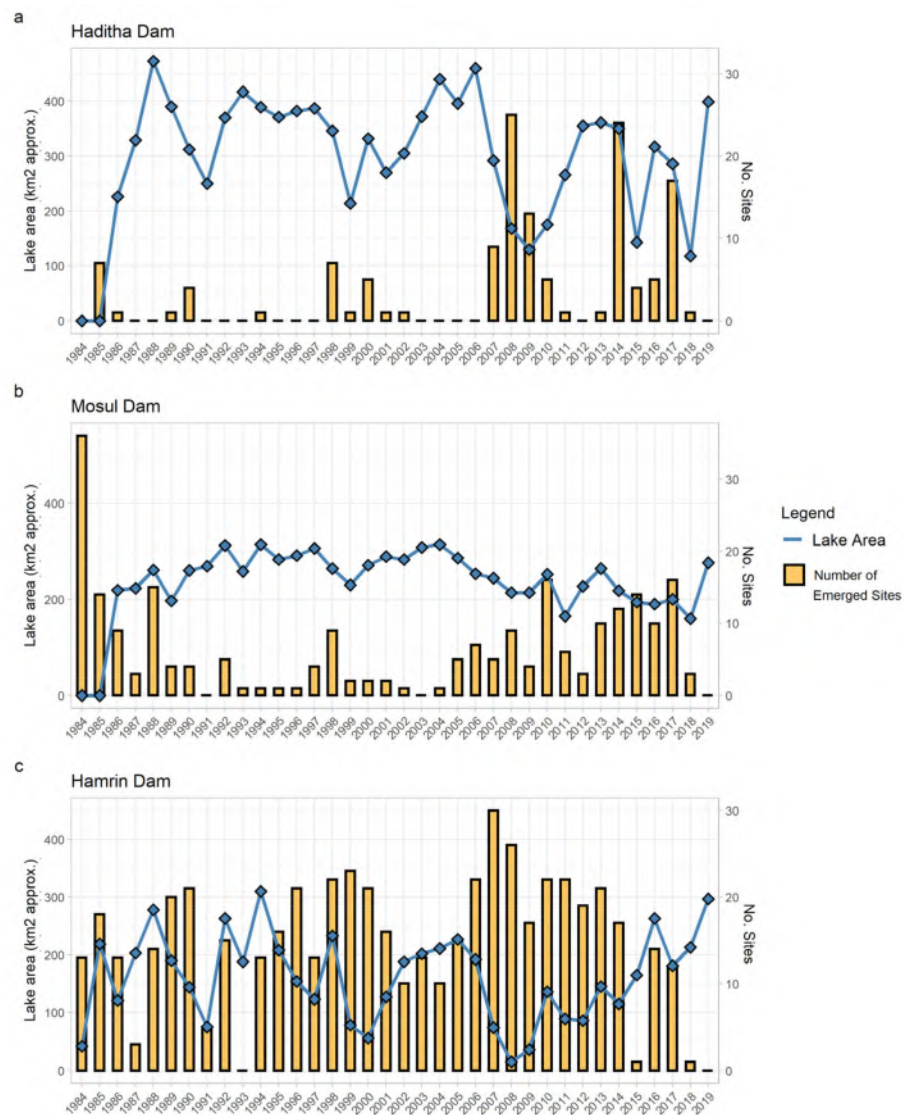 a
Haditha Dam
Lake area (km2 approx.)
400
300
200
100
0
30
20
10
0
No. Sites
1984 1985 1986 1987 1988 1989 1990 1991 1992 1993 1994 1995 1996 1997 1998 1999 2000 2001 2002 2003 2004 2005 2006 2007 2008 2009 2010 2011 2012 2013 2014 2015 2016 2017 2018 2019
b
Mosul Dam
Lake area (km2 approx.)
400
200
0
30
20
10
0
No. Sites
1984 1985 1986 1987 1988 1989 1990 1991 1992 1993 1994 1995 1996 1997 1998 1999 2000 2001 2002 2003 2004 2005 2006 2007 2008 2009 2010 2011 2012 2013 2014 2015 2016 2017 2018 2019
Legend
Lake Area
Number of
Emerged Sites
c
Hamrin Dam
Lake area (km2 approx.)
400
300
200
100
0
30
20
10
0
No. Sites
1984 1985 1986 1987 1988 1989 1990 1991 1992 1993 1994 1995 1996 1997 1998 1999 2000 2001 2002 2003 2004 2005 2006 2007 2008 2009 2010 2011 2012 2013 2014 2015 2016 2017 2018 2019